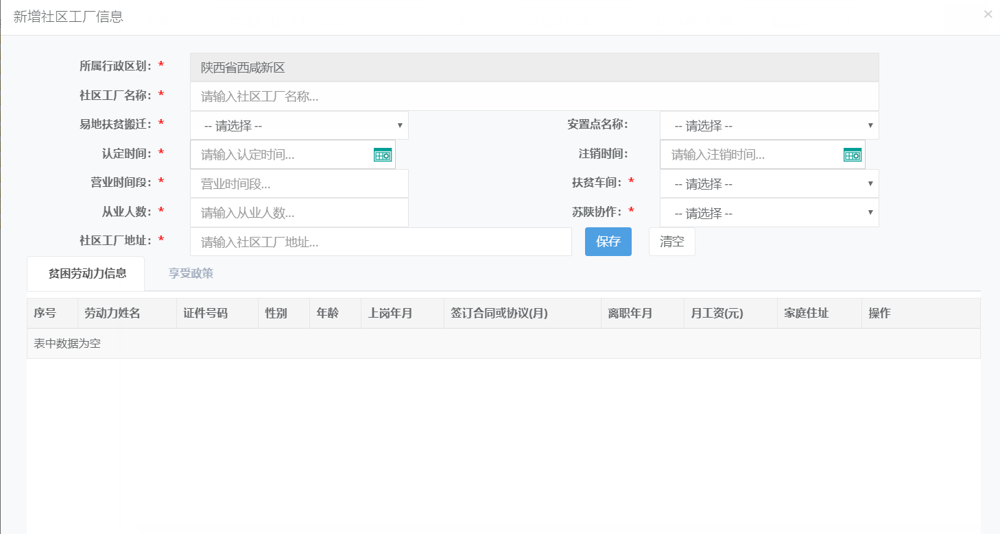 新增社区工厂信息 ×
所属行政区划： * 陕西省西咸新区
社区工厂名称： * 请输入社区工厂名称...
易地扶贫搬迁： * -- 请选择 -- 安置点名称： -- 请选择 --
认定时间： * 请输入认定时间... 注销时间： 请输入注销时间...
营业时间段： * 营业时间段... 扶贫车间： * -- 请选择 --
从业人数： * 请输入从业人数... 苏陕协作： * -- 请选择 --
社区工厂地址： * 请输入社区工厂地址... 保存 清空
贫困劳动力信息 享受政策
序号 劳动力姓名 证件号码 性别 年龄 上岗年月 签订合同或协议(月) 离职年月 月工资(元) 家庭住址 操作
表中数据为空